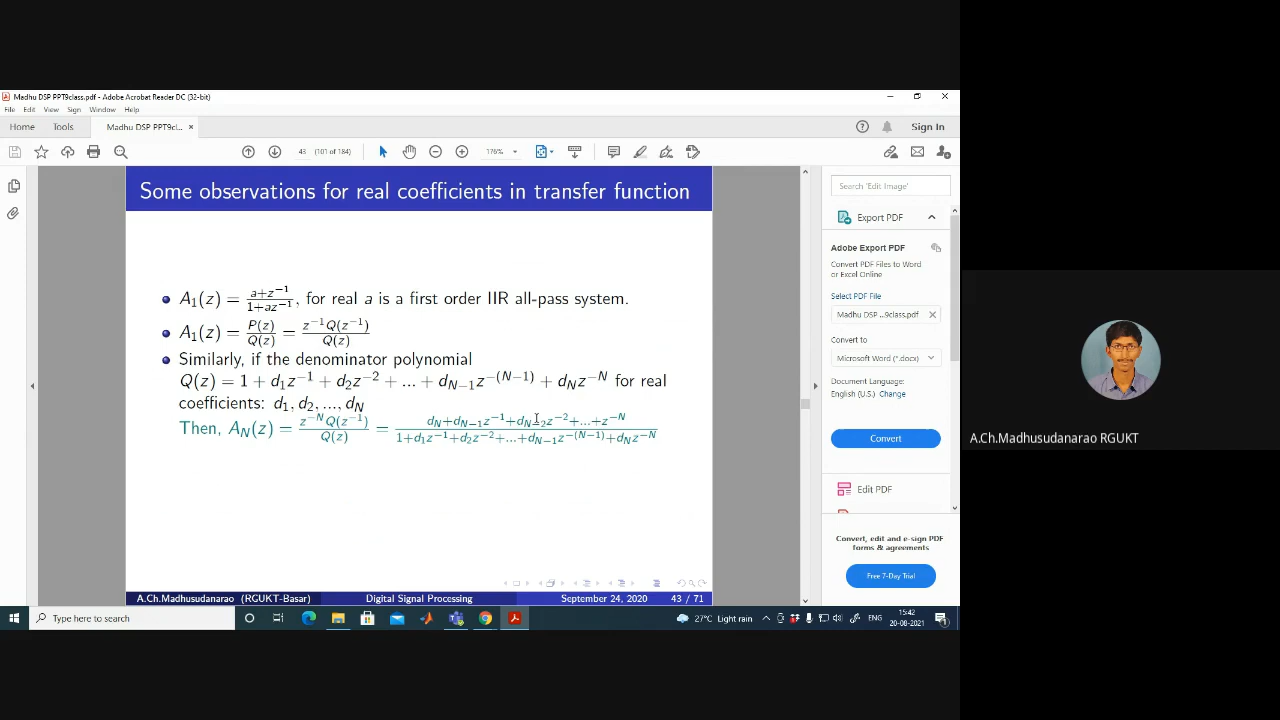 Madhu DSP PPT9class.pdf - Adobe Acrobat Reader DC (32-bit)
File Edit View Sign Window Help
Home Tools Madhu DSP PPT9cl... × Sign In
43 (101 of 184) 176%
Some observations for real coefficients in transfer function
A₁(z) = (a+z⁻¹)/(1+az⁻¹), for real a is a first order IIR all-pass system.
A₁(z) = P(z)/Q(z) = z⁻¹Q(z⁻¹)/Q(z)
Similarly, if the denominator polynomial
Q(z) = 1 + d₁z⁻¹ + d₂z⁻² + ... + d_{N−1}z^{−(N−1)} + d_N z^{−N} for real
coefficients: d₁, d₂, ..., d_N
Then, A_N(z) = z^{−N}Q(z⁻¹)/Q(z) = (d_N+d_{N−1}z⁻¹+d_{N−2}z⁻²+...+z^{−N})/(1+d₁z⁻¹+d₂z⁻²+...+d_{N−1}z^{−(N−1)}+d_N z^{−N})
A.Ch.Madhusudanarao (RGUKT-Basar) Digital Signal Processing September 24, 2020 43 / 71
Search 'Edit Image'
Export PDF
Adobe Export PDF
Convert PDF Files to Word
or Excel Online
Select PDF File
Madhu DSP ...9class.pdf ×
Convert to
Microsoft Word (*.docx)
Document Language:
English (U.S.) Change
Convert
Edit PDF
Convert, edit and e-sign PDF
forms & agreements
Free 7-Day Trial
Type here to search
27°C Light rain ENG 15:42
20-08-2021
A.Ch.Madhusudanarao RGUKT